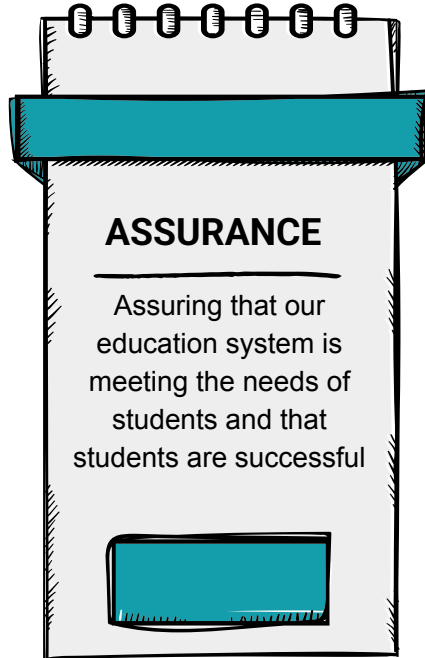 ASSURANCE
Assuring that our
education system is
meeting the needs of
students and that
students are successful